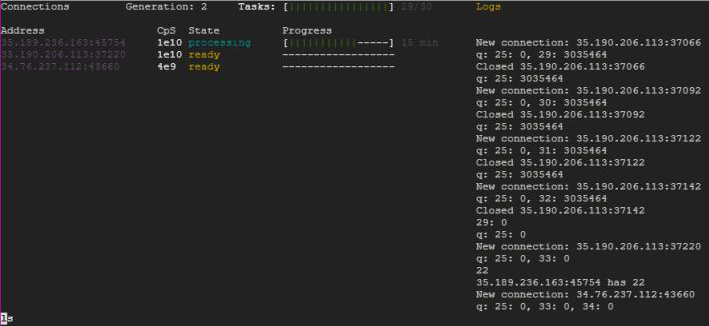 Connections Generation: 2 Tasks: [||||||||||||||||] 29/30 Logs
Address CpS State Progress
35.189.236.163:45754 1e10 processing [|||||||||||-----] 15 min New connection: 35.190.206.113:37066
35.190.206.113:37220 1e10 ready ------------------ q: 25: 0, 29: 3035464
34.76.237.112:43660 4e9 ready ------------------ Closed 35.190.206.113:37066
q: 25: 3035464
New connection: 35.190.206.113:37092
q: 25: 0, 30: 3035464
Closed 35.190.206.113:37092
q: 25: 3035464
New connection: 35.190.206.113:37122
q: 25: 0, 31: 3035464
Closed 35.190.206.113:37122
q: 25: 3035464
New connection: 35.190.206.113:37142
q: 25: 0, 32: 3035464
Closed 35.190.206.113:37142
29: 0
q: 25: 0
New connection: 35.190.206.113:37220
q: 25: 0, 33: 0
22
35.189.236.163:45754 has 22
New connection: 34.76.237.112:43660
q: 25: 0, 33: 0, 34: 0
ls